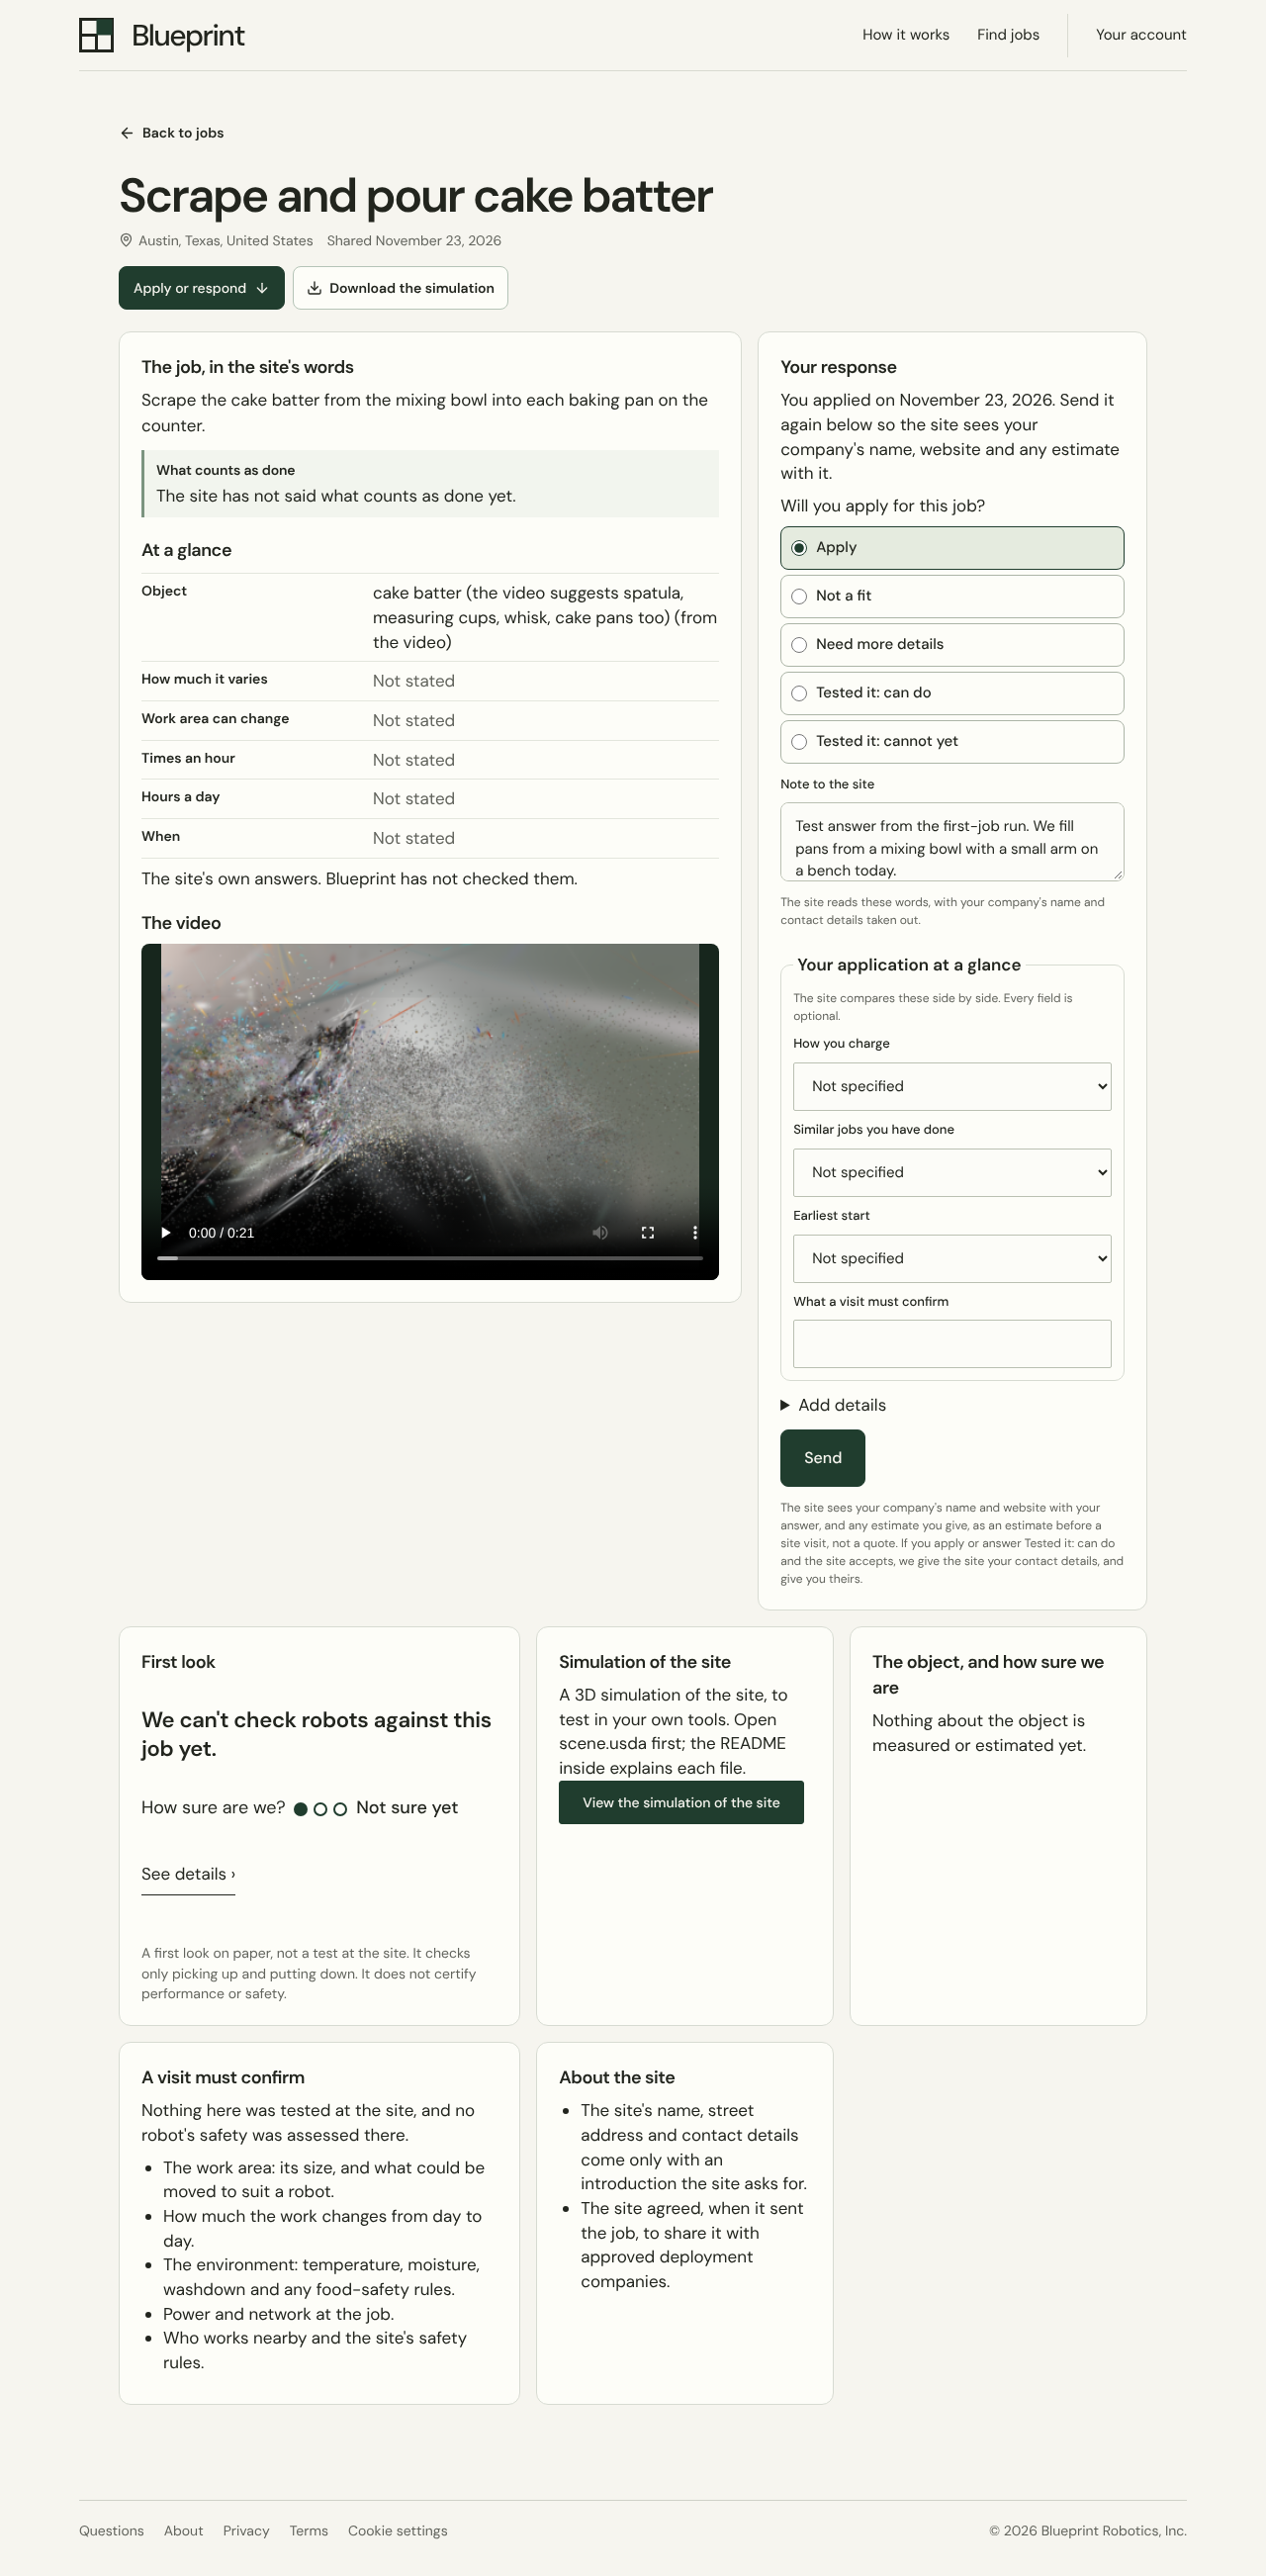 Blueprint
How it works
Find jobs
Your account
Back to jobs
Scrape and pour cake batter
Austin, Texas, United States
Shared November 23, 2026
Apply or respond
Download the simulation
The job, in the site's words
Scrape the cake batter from the mixing bowl into each baking pan on the
counter.
What counts as done
The site has not said what counts as done yet.
At a glance
Object
cake batter (the video suggests spatula,
measuring cups, whisk, cake pans too) (from
the video)
How much it varies
Not stated
Work area can change
Not stated
Times an hour
Not stated
Hours a day
Not stated
When
Not stated
The site's own answers. Blueprint has not checked them.
The video
0:00 / 0:21
Your response
You applied on November 23, 2026. Send it
again below so the site sees your
company's name, website and any estimate
with it.
Will you apply for this job?
Apply
Not a fit
Need more details
Tested it: can do
Tested it: cannot yet
Note to the site
Test answer from the first-job run. We fill
pans from a mixing bowl with a small arm on
a bench today.
The site reads these words, with your company's name and
contact details taken out.
Your application at a glance
The site compares these side by side. Every field is
optional.
How you charge
Not specified
Similar jobs you have done
Not specified
Earliest start
Not specified
What a visit must confirm
Add details
Send
The site sees your company's name and website with your
answer, and any estimate you give, as an estimate before a
site visit, not a quote. If you apply or answer Tested it: can do
and the site accepts, we give the site your contact details, and
give you theirs.
First look
We can't check robots against this
job yet.
How sure are we? Not sure yet
See details ›
A first look on paper, not a test at the site. It checks
only picking up and putting down. It does not certify
performance or safety.
Simulation of the site
A 3D simulation of the site, to
test in your own tools. Open
scene.usda first; the README
inside explains each file.
View the simulation of the site
The object, and how sure we
are
Nothing about the object is
measured or estimated yet.
A visit must confirm
Nothing here was tested at the site, and no
robot's safety was assessed there.
• The work area: its size, and what could be
moved to suit a robot.
• How much the work changes from day to
day.
• The environment: temperature, moisture,
washdown and any food-safety rules.
• Power and network at the job.
• Who works nearby and the site's safety
rules.
About the site
• The site's name, street
address and contact details
come only with an
introduction the site asks for.
• The site agreed, when it sent
the job, to share it with
approved deployment
companies.
Questions
About
Privacy
Terms
Cookie settings
© 2026 Blueprint Robotics, Inc.